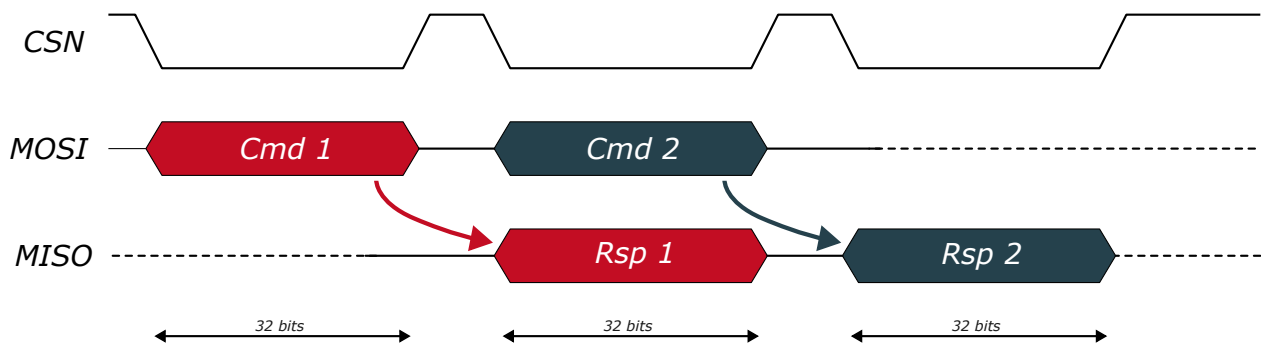 CSN
MOSI
Cmd 1
Cmd 2
MISO
Rsp 1
Rsp 2
32 bits
32 bits
32 bits